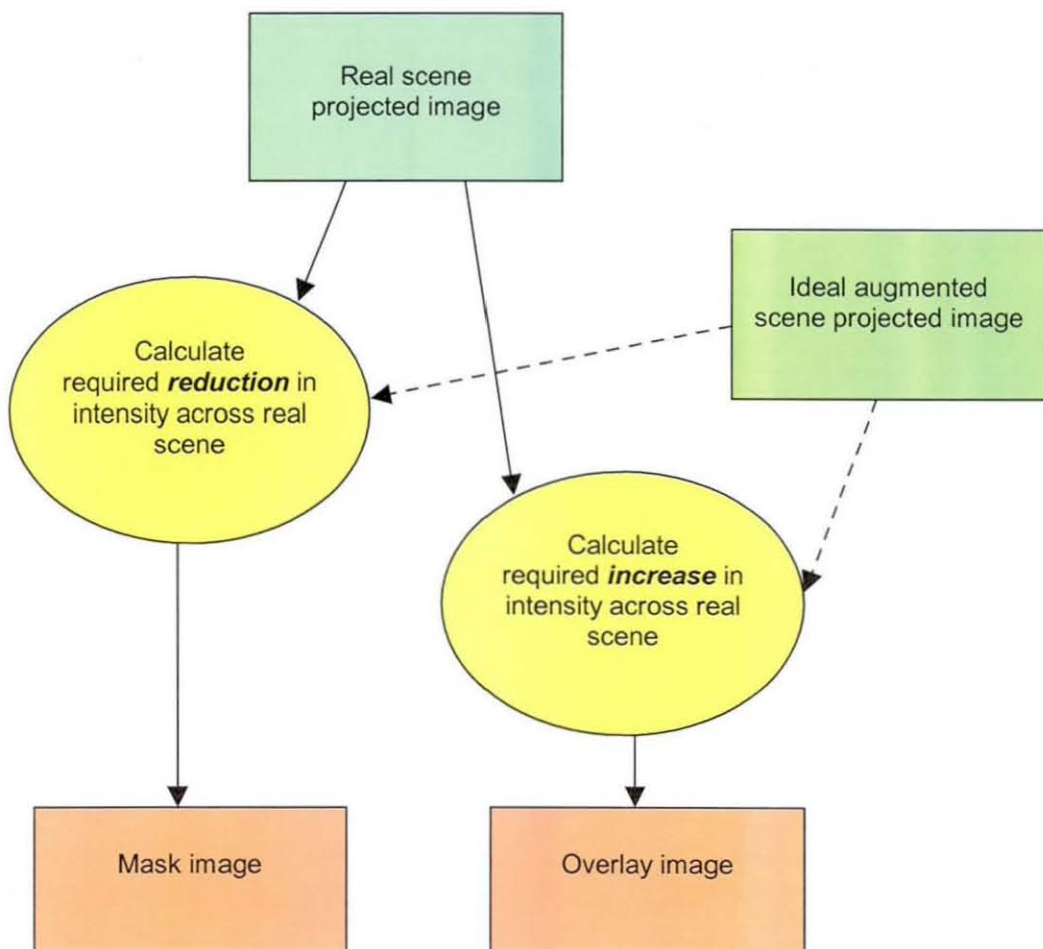 Real scene
projected image
Ideal augmented
scene projected image
Calculate
required reduction in
intensity across real
scene
Calculate
required increase in
intensity across real
scene
Mask image
Overlay image